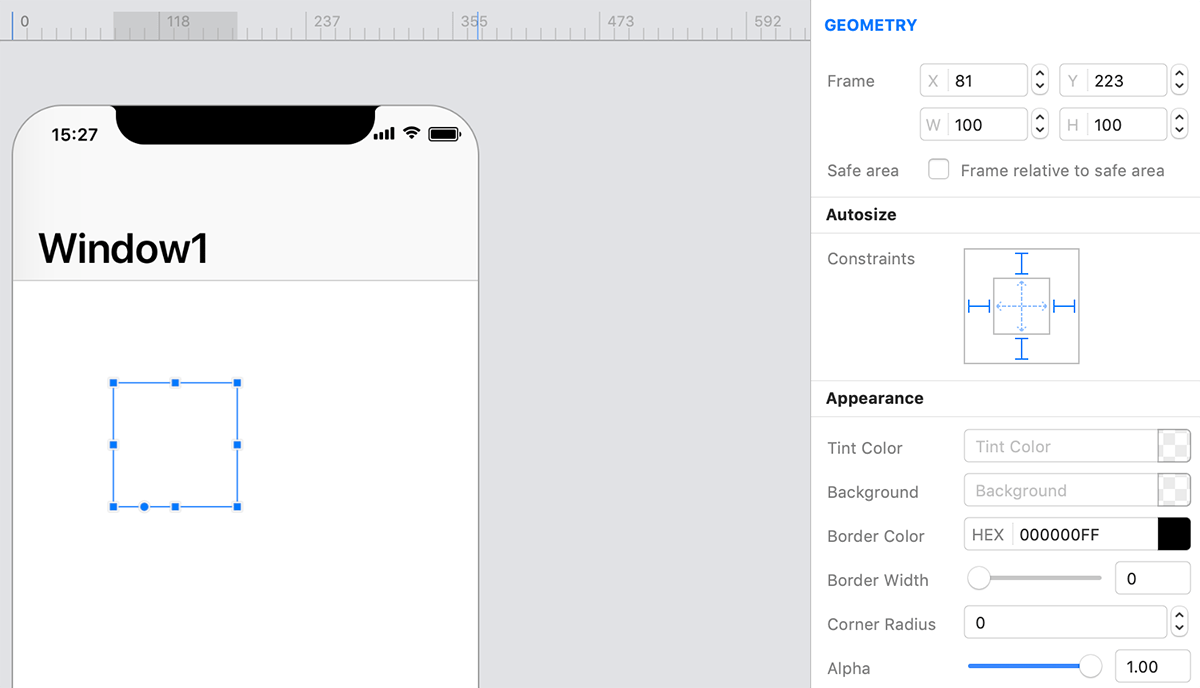 0 118 237 355 473 592
15:27
Window1
GEOMETRY
Frame X 81 Y 223
W 100 H 100
Safe area Frame relative to safe area
Autosize
Constraints
Appearance
Tint Color Tint Color
Background Background
Border Color HEX 000000FF
Border Width 0
Corner Radius 0
Alpha 1.00